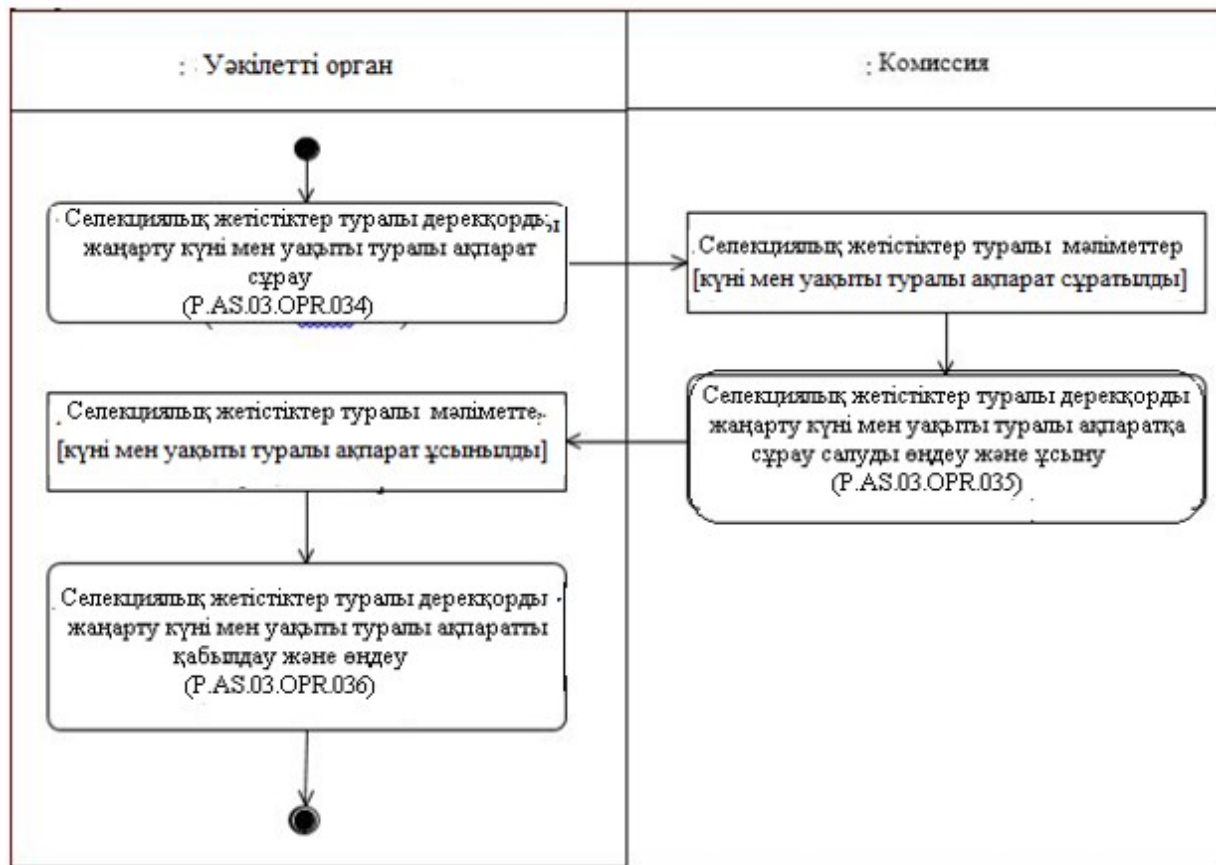 : Уәкілетті орган
: Комиссия
Селекциялық жетістіктер туралы дерекқорды
жаңарту күні мен уақыты туралы ақпарат
сұрау
(P.AS.03.OPR.034)
Селекциялық жетістіктер туралы мәліметтер
[күні мен уақыты туралы ақпарат сұратылды]
Селекциялық жетістіктер туралы дерекқорды
жаңарту күні мен уақыты туралы ақпаратқа
сұрау салуды өңдеу және ұсыну
(P.AS.03.OPR.035)
Селекциялық жетістіктер туралы мәліметте
[күні мен уақыты туралы ақпарат ұсынылды]
Селекциялық жетістіктер туралы дерекқорды
жаңарту күні мен уақыты туралы ақпаратты
қабылдау және өңдеу
(P.AS.03.OPR.036)